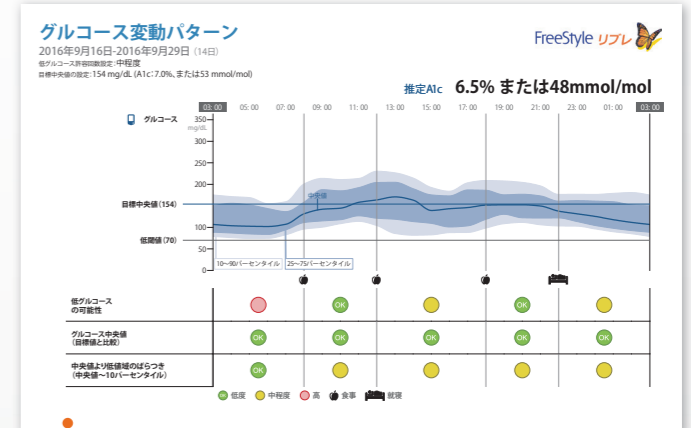 グルコース変動パターン
2016年9月16日-2016年9月29日（14日）
低グルコース許容回数設定：中程度
目標中央値の設定：154 mg/dL (A1c：7.0%、または53 mmol/mol)
FreeStyle リブレ
推定A1c 6.5% または48mmol/mol
03: 00 05: 00 07: 00 09: 00 11: 00 13: 00 15: 00 17: 00 19: 00 21: 00 23: 00 01: 00 03: 00
グルコース
350
mg/dL
300
250
200
中央値
目標中央値（154）
100
低閾値（70）
50
10〜90パーセンタイル
25〜75パーセンタイル
0
低グルコース
の可能性
OK OK
グルコース中央値
（目標値と比較）
OK OK OK OK OK
中央値より低値域のばらつき
（中央値〜10パーセンタイル）
OK
OK 低度 中程度 高 食事 就寝